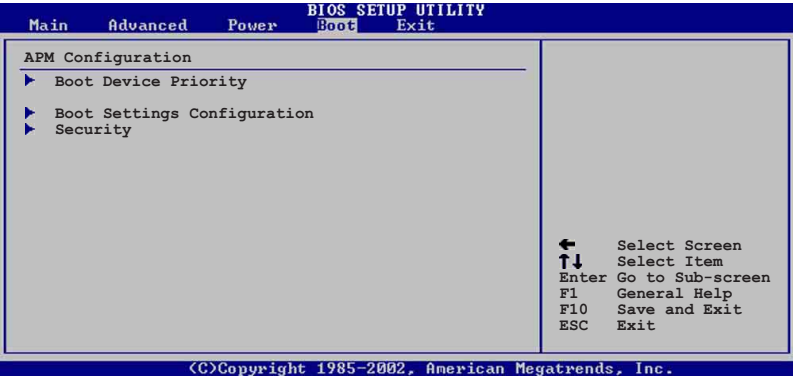 BIOS SETUP UTILITY
Main Advanced Power Boot Exit
APM Configuration
Boot Device Priority
Boot Settings Configuration
Security
← Select Screen
↑↓ Select Item
Enter Go to Sub-screen
F1 General Help
F10 Save and Exit
ESC Exit
(C)Copyright 1985-2002, American Megatrends, Inc.